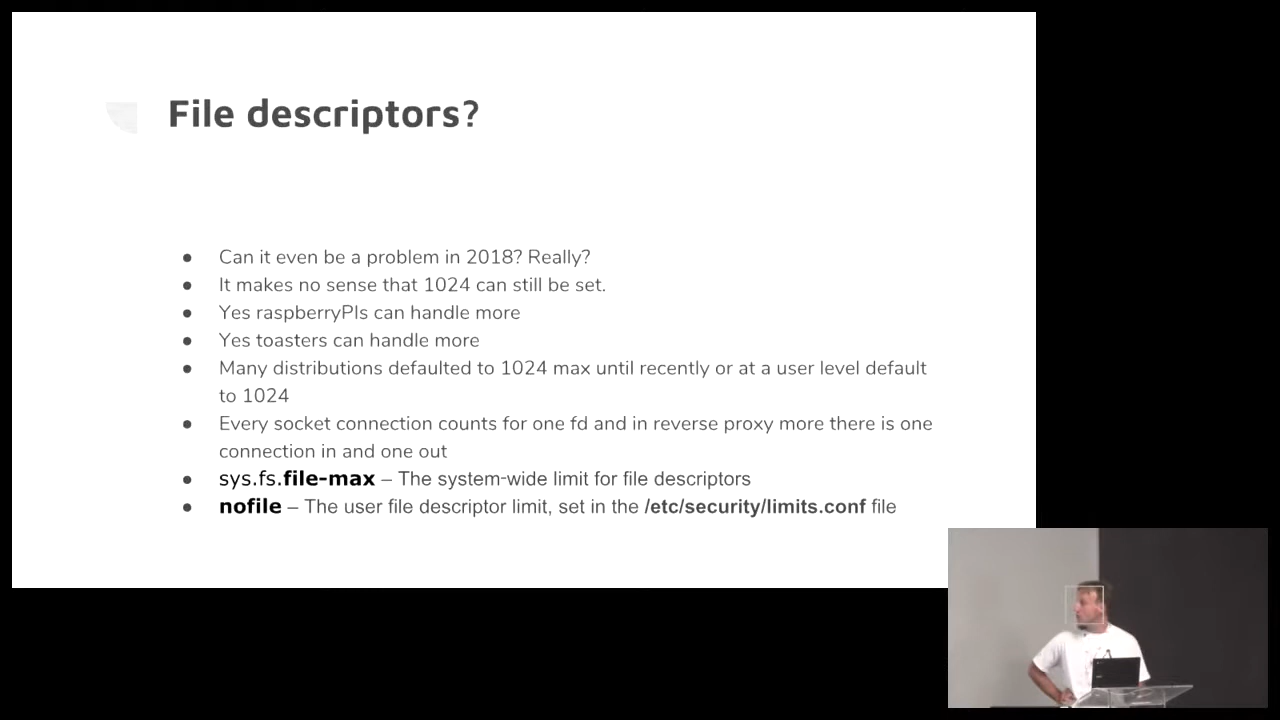 File descriptors?
Can it even be a problem in 2018? Really?
It makes no sense that 1024 can still be set.
Yes raspberryPIs can handle more
Yes toasters can handle more
Many distributions defaulted to 1024 max until recently or at a user level default
to 1024
Every socket connection counts for one fd and in reverse proxy more there is one
connection in and one out
sys.fs.file-max – The system-wide limit for file descriptors
nofile – The user file descriptor limit, set in the /etc/security/limits.conf file